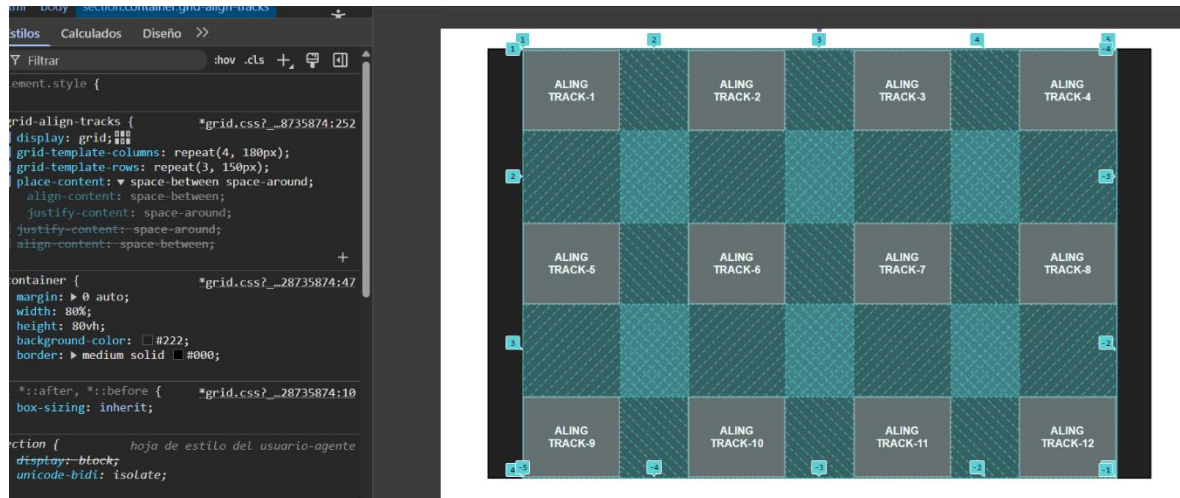 html body section.container.grid-align-tracks
Estilos Calculados Diseño >>
Filtrar :hov .cls +
element.style {
grid-align-tracks { *grid.css?_…8735874:252
display: grid;
grid-template-columns: repeat(4, 180px);
grid-template-rows: repeat(3, 150px);
place-content: ▼ space-between space-around;
align-content: space-between;
justify-content: space-around;
justify-content: space-around;
align-content: space-between;
+
container { *grid.css?_…28735874:47
margin: ▶ 0 auto;
width: 80%;
height: 80vh;
background-color: #222;
border: ▶ medium solid #000;
*::after, *::before { *grid.css?_…28735874:10
box-sizing: inherit;
section { hoja de estilo del usuario-agente
display: block;
unicode-bidi: isolate;
1 2 3 4 5
1 -4
ALING
TRACK-1
ALING
TRACK-2
ALING
TRACK-3
ALING
TRACK-4
2 -3
ALING
TRACK-5
ALING
TRACK-6
ALING
TRACK-7
ALING
TRACK-8
3 -2
ALING
TRACK-9
ALING
TRACK-10
ALING
TRACK-11
ALING
TRACK-12
4 -5 -4 -3 -2 -1